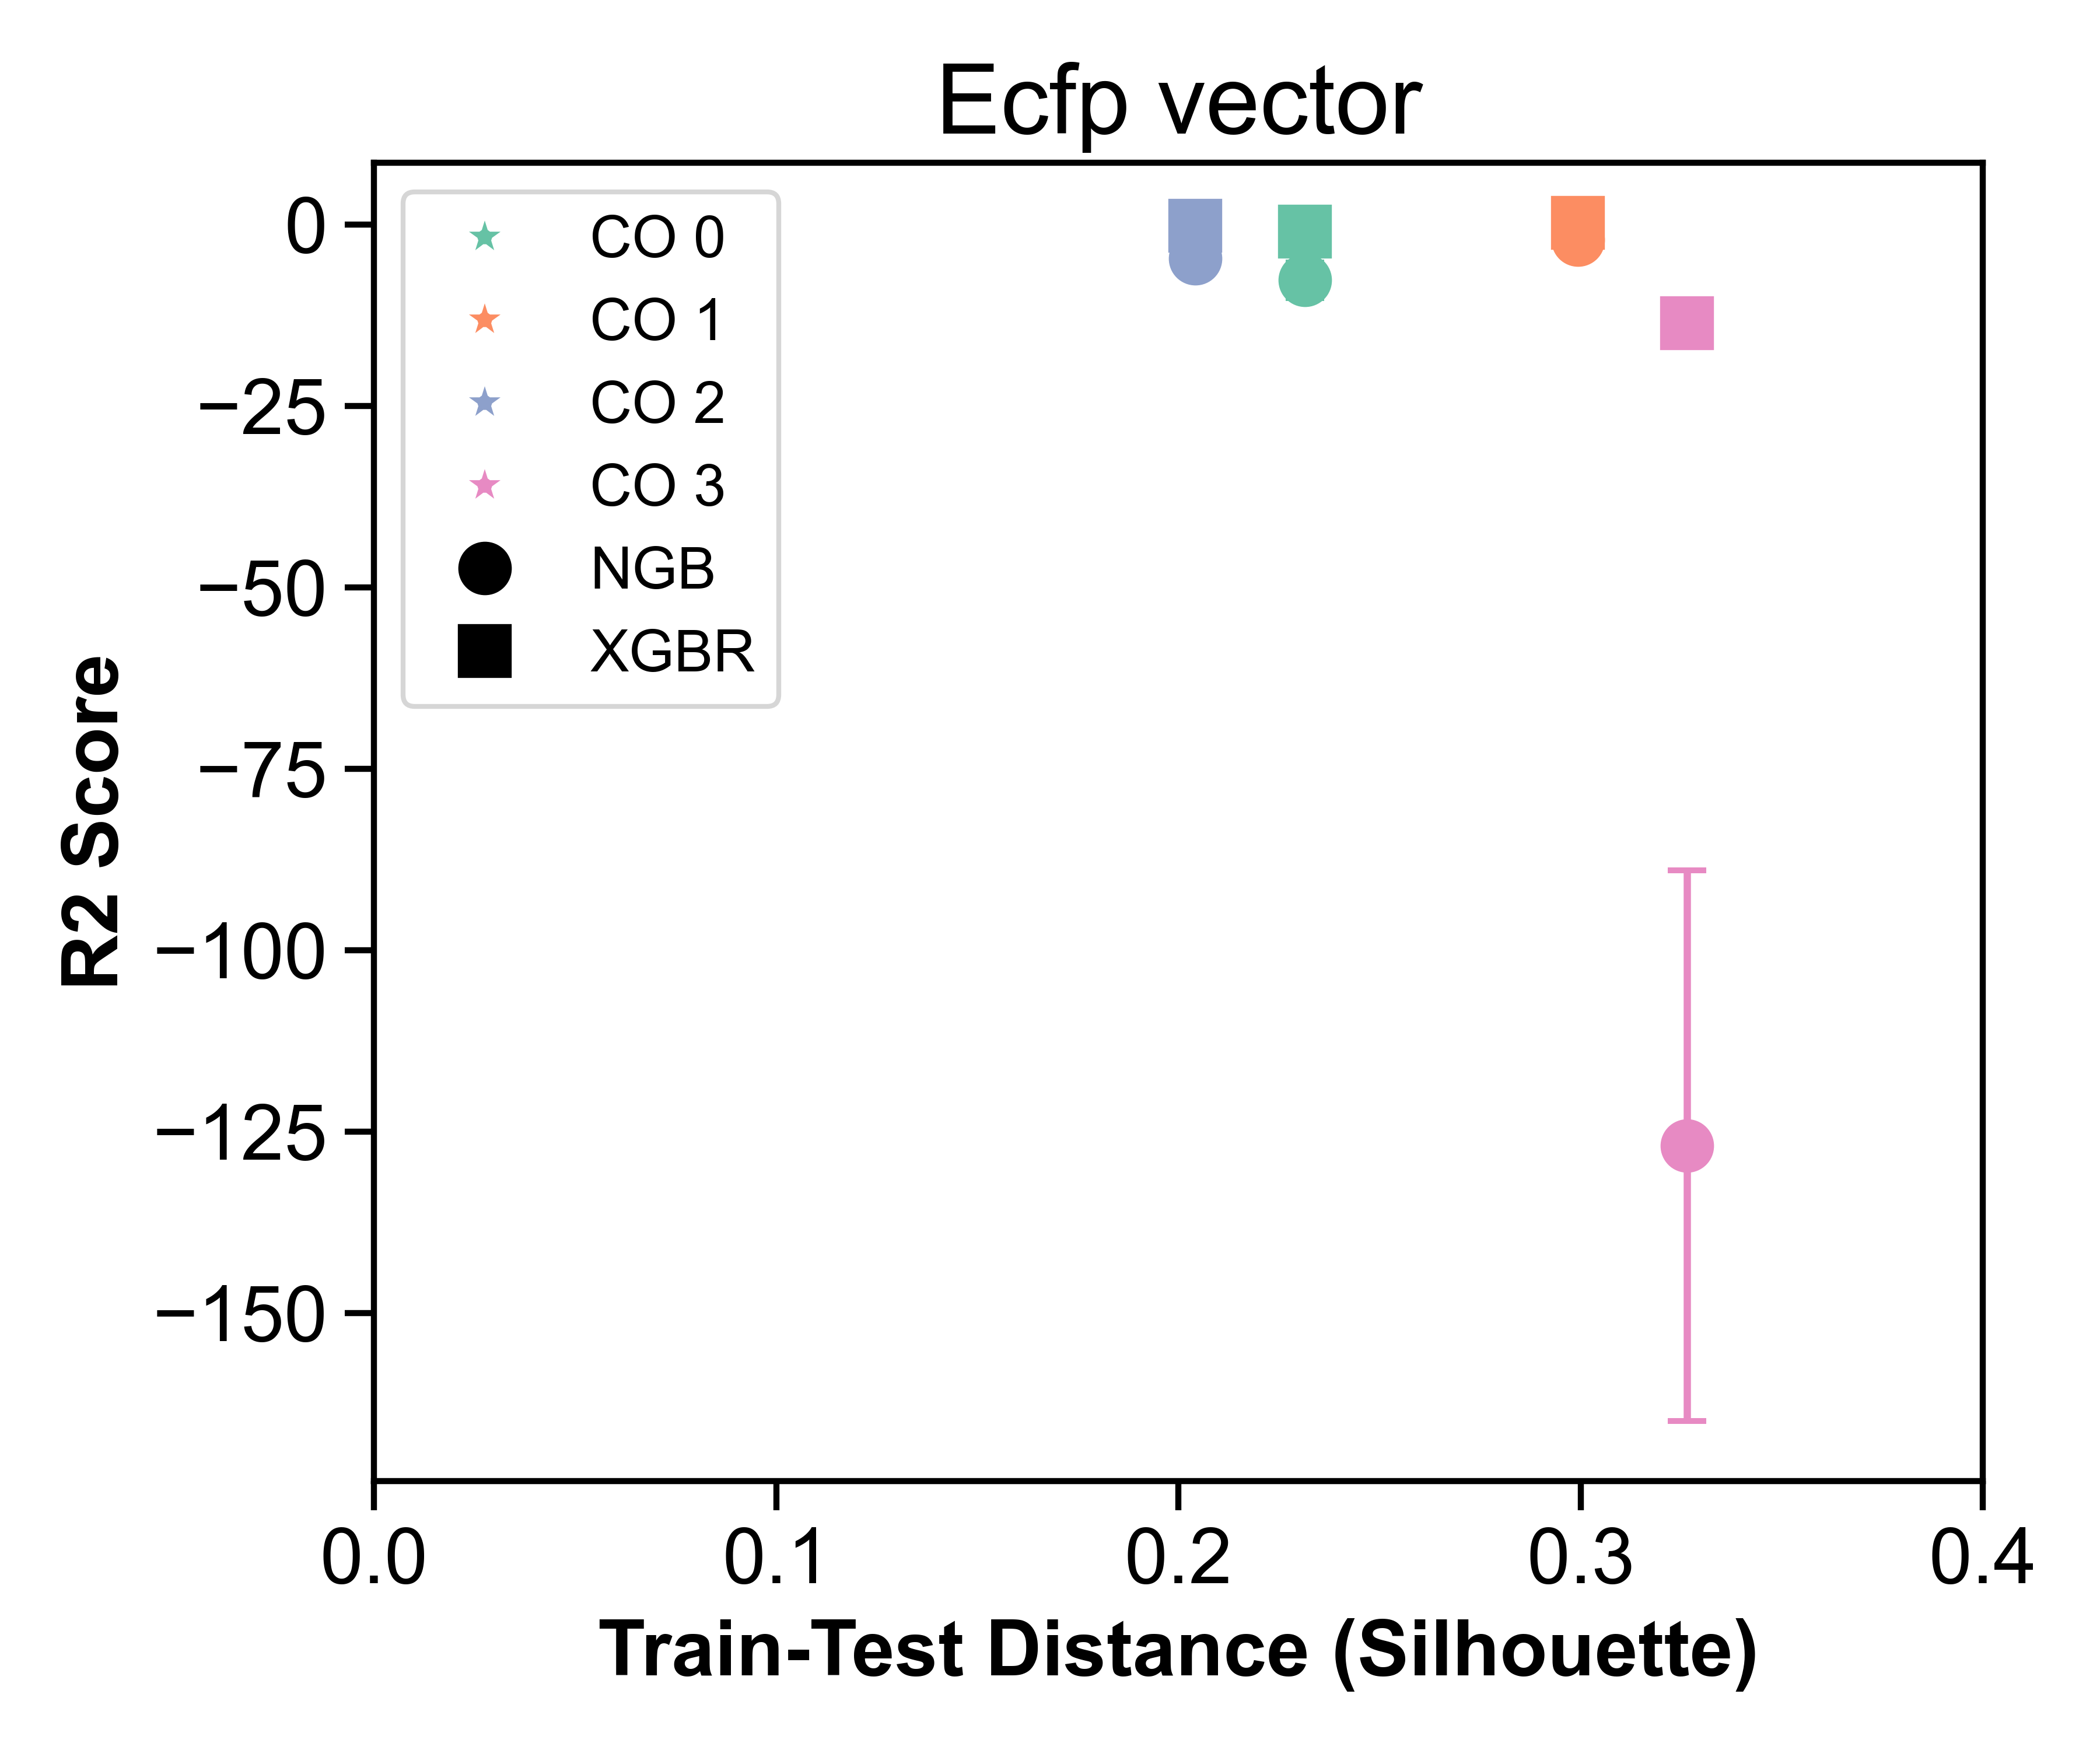 Ecfp vector
CO 0
CO 1
CO 2
CO 3
NGB
XGBR
R2 Score
0
−25
−50
−75
−100
−125
−150
0.0 0.1 0.2 0.3 0.4
Train-Test Distance (Silhouette)